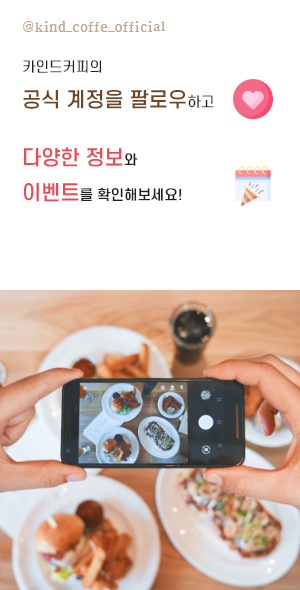 @kind_coffe_official
카인드커피의
공식 계정을 팔로우하고
다양한 정보와
이벤트를 확인해보세요!